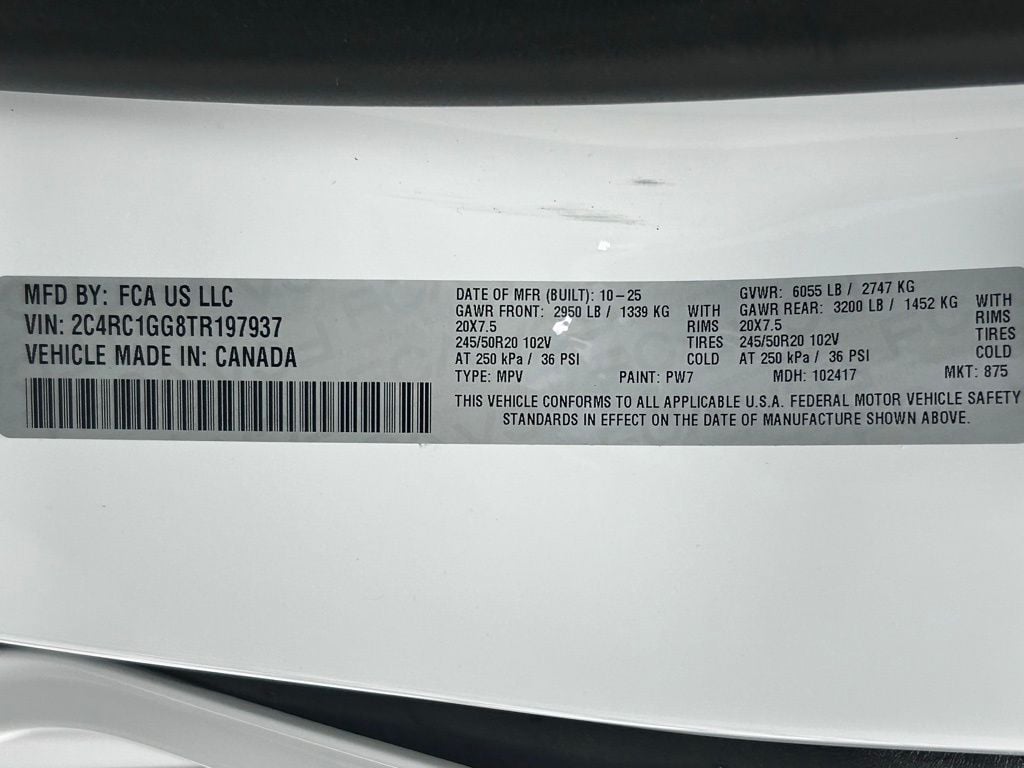 MFD BY: FCA US LLC
VIN: 2C4RC1GG8TR197937
VEHICLE MADE IN: CANADA
DATE OF MFR (BUILT): 10-25
GAWR FRONT: 2950 LB / 1339 KG WITH
20X7.5 RIMS
245/50R20 102V TIRES
AT 250 kPa / 36 PSI COLD
GVWR: 6055 LB / 2747 KG
GAWR REAR: 3200 LB / 1452 KG WITH
20X7.5 RIMS
245/50R20 102V TIRES
AT 250 kPa / 36 PSI COLD
TYPE: MPV PAINT: PW7 MDH: 102417 MKT: 875
THIS VEHICLE CONFORMS TO ALL APPLICABLE U.S.A. FEDERAL MOTOR VEHICLE SAFETY
STANDARDS IN EFFECT ON THE DATE OF MANUFACTURE SHOWN ABOVE.